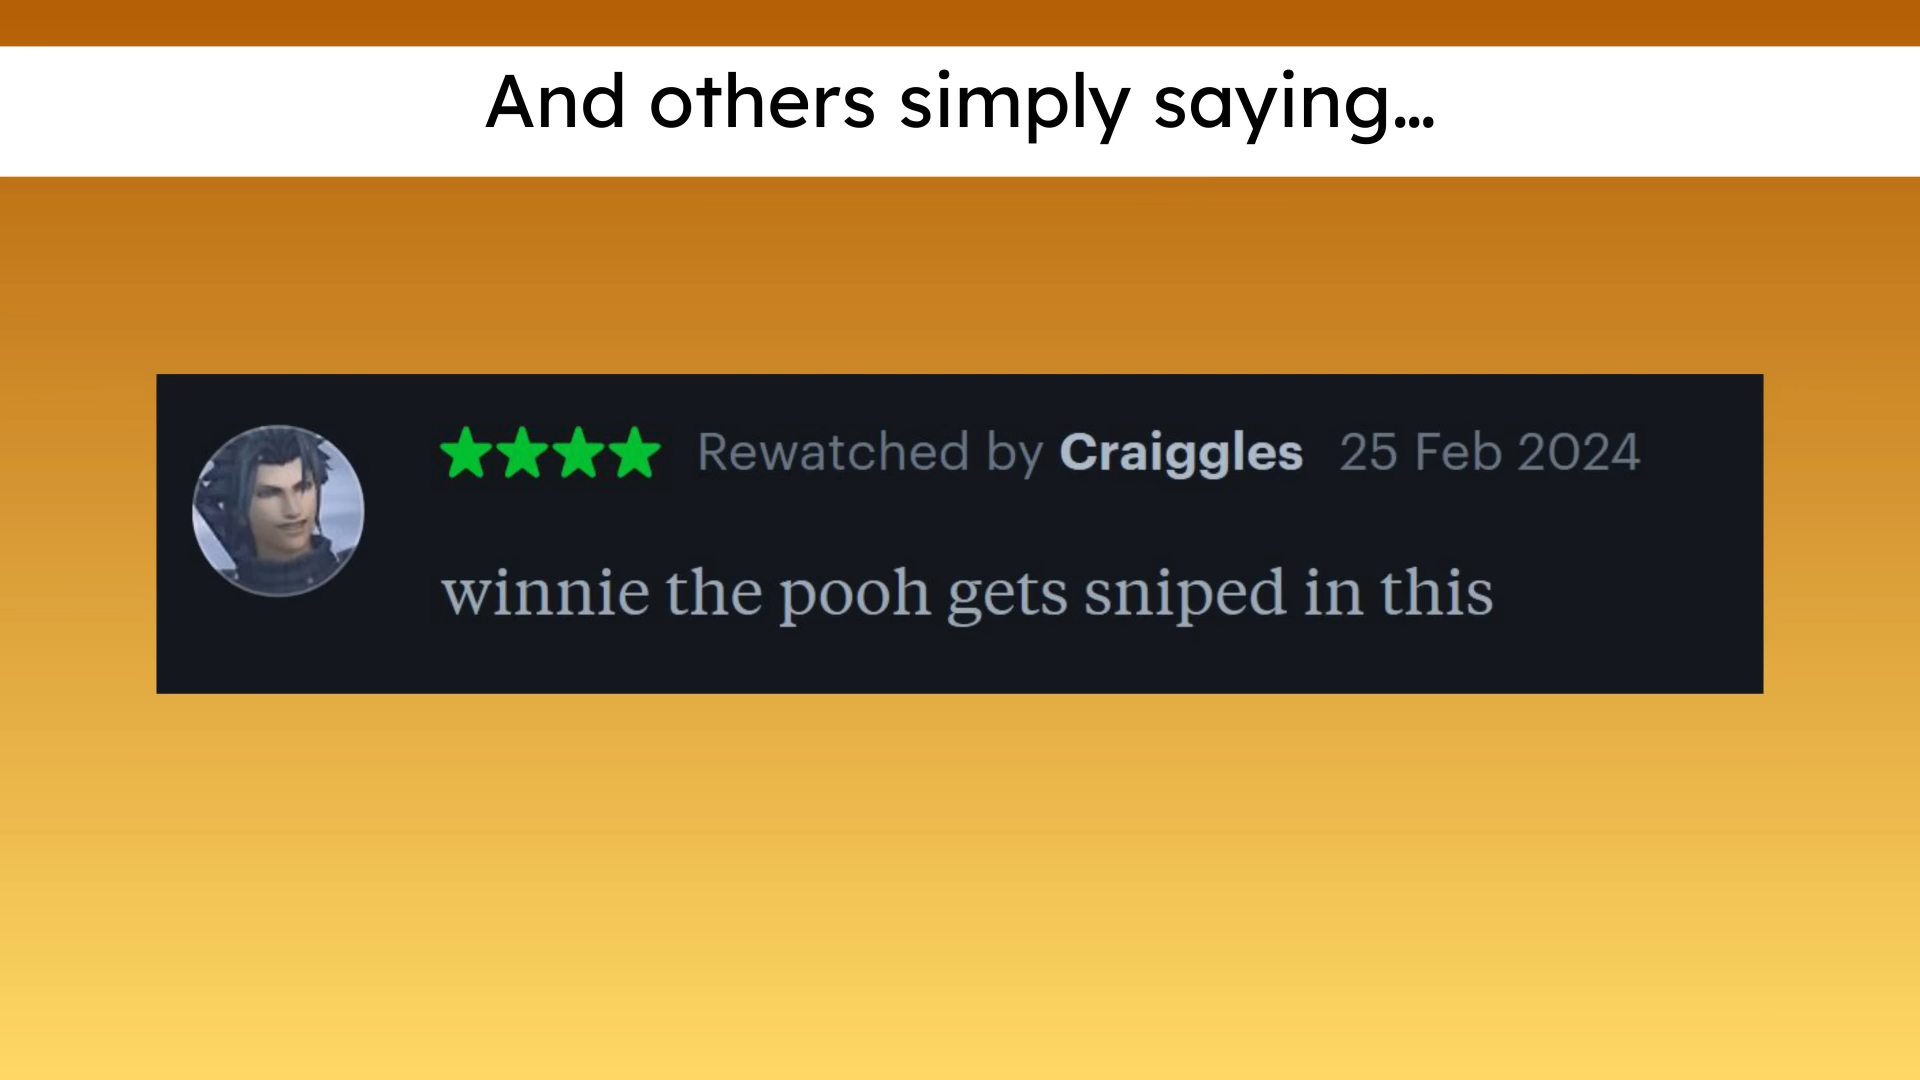 And others simply saying...
Rewatched by Craiggles 25 Feb 2024
winnie the pooh gets sniped in this